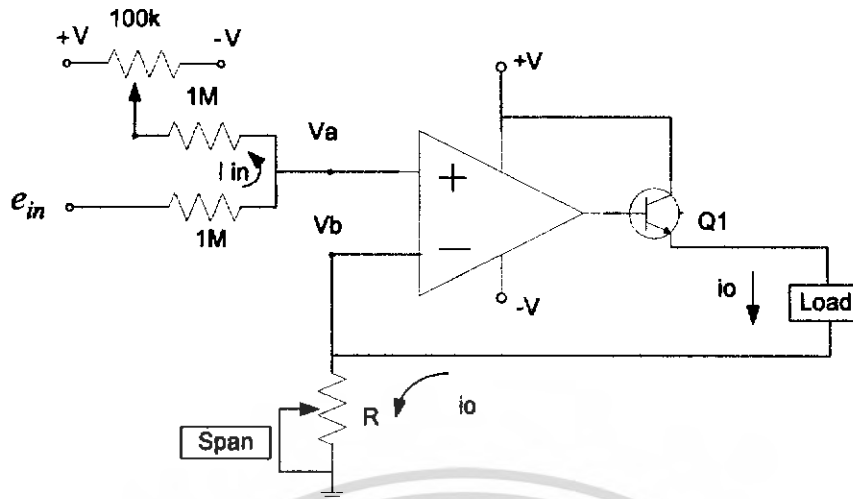 100k
+V
-V
1M
Va
I in
e_in
1M
Vb
+V
+
−
-V
Q1
io
Load
R
io
Span